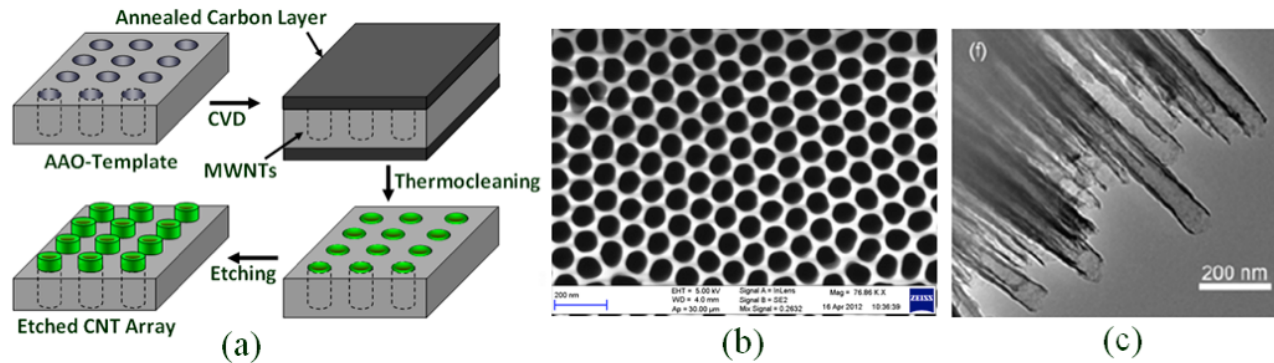 Annealed Carbon Layer
CVD
AAO-Template
MWNTs
Thermocleaning
Etching
Etched CNT Array
(a)
200 nm
EHT = 5.00 kV
WD = 4.0 mm
Ap = 30.00 µm
Signal A = InLens
Signal B = SE2
Mix Signal = 0.2632
Mag = 76.86 K X
16 Apr 2012
10:36:39
ZEISS
(b)
(f)
200 nm
(c)